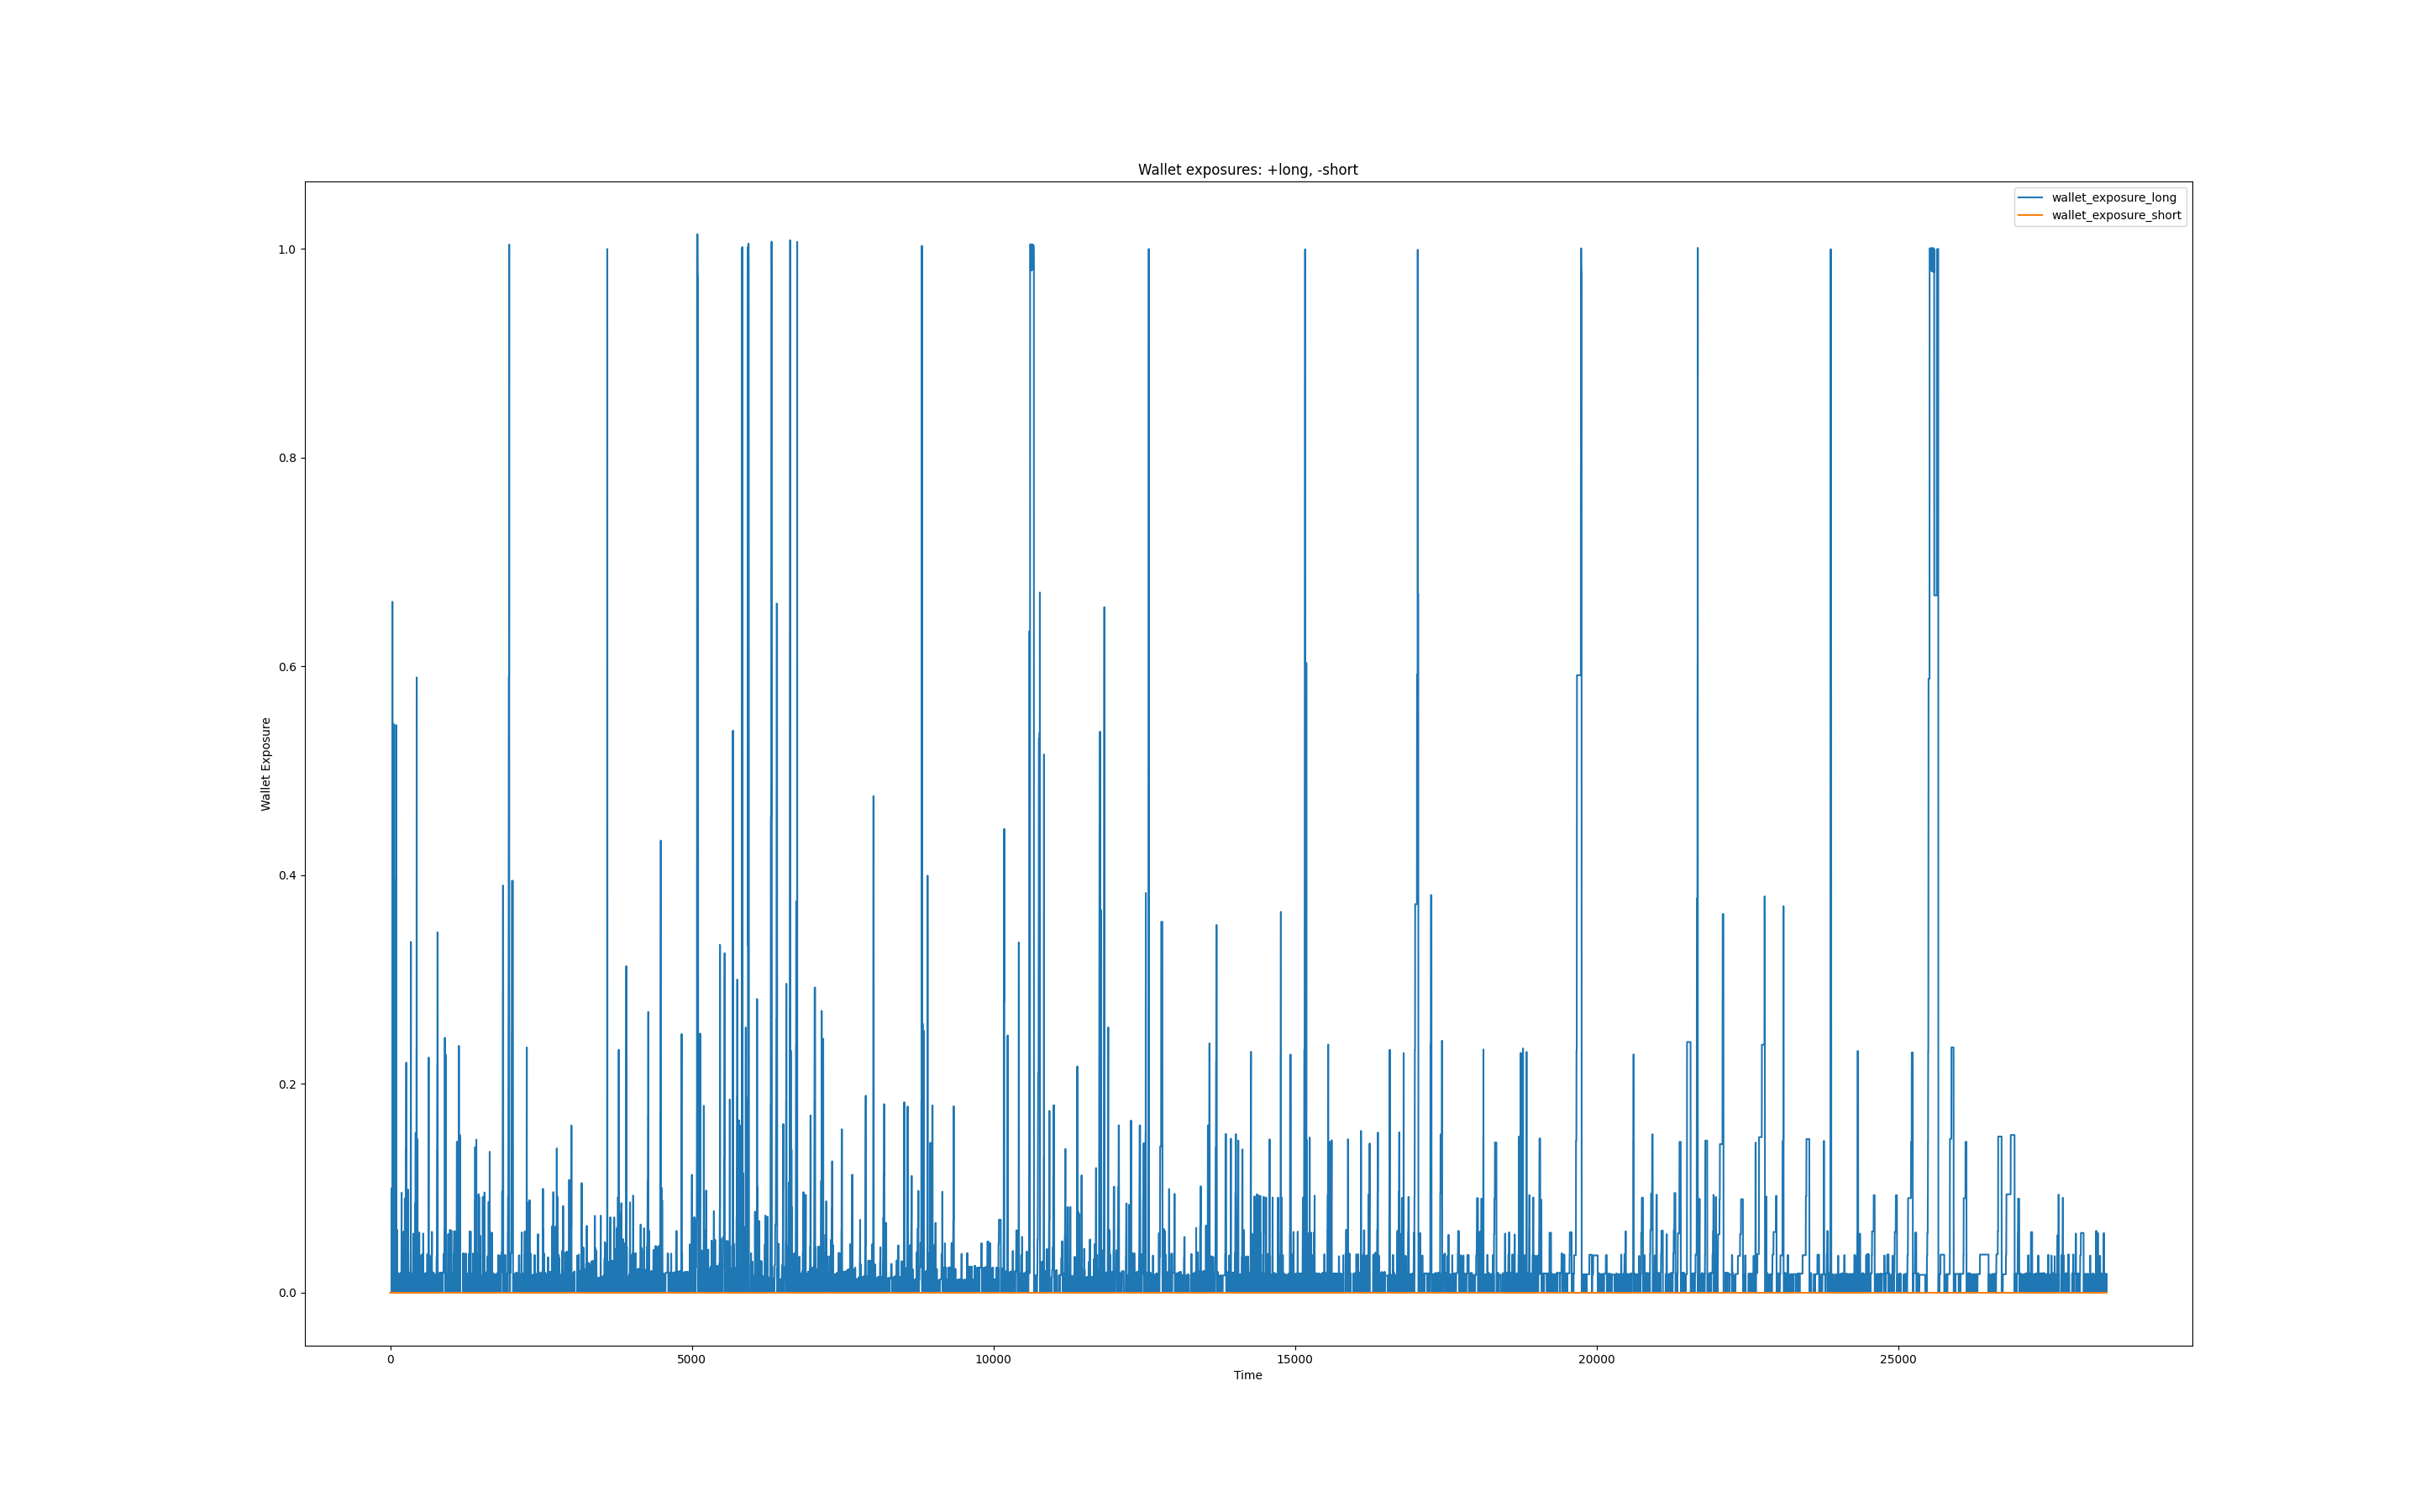 Wallet exposures: +long, -short
wallet_exposure_long
wallet_exposure_short
1.0
0.8
0.6
0.4
0.2
0.0
Wallet Exposure
0 5000 10000 15000 20000 25000
Time